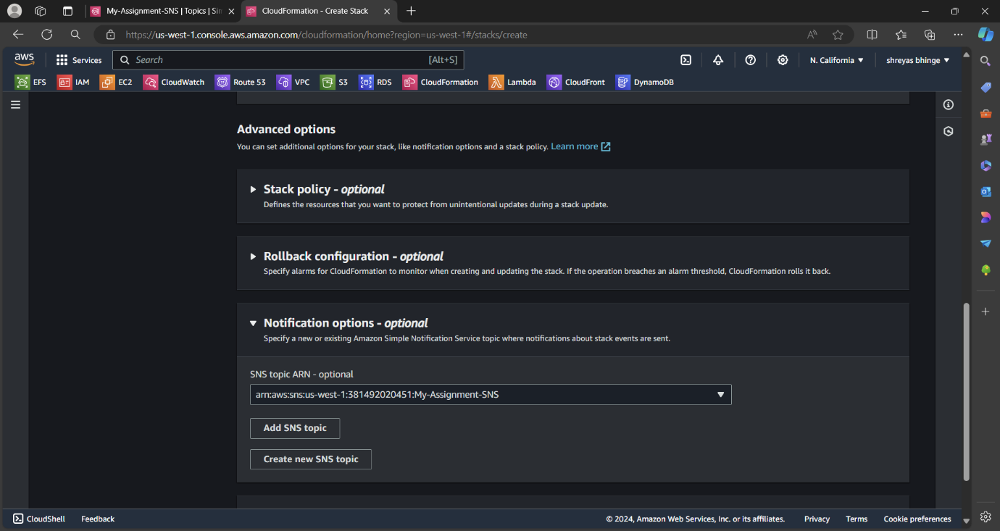 My-Assignment-SNS | Topics | Sin
CloudFormation - Create Stack
https://us-west-1.console.aws.amazon.com/cloudformation/home?region=us-west-1#/stacks/create
aws
Services
Search
[Alt+S]
N. California
shreyas bhinge
EFS
IAM
EC2
CloudWatch
Route 53
VPC
S3
RDS
CloudFormation
Lambda
CloudFront
DynamoDB
Advanced options
You can set additional options for your stack, like notification options and a stack policy. Learn more
Stack policy - optional
Defines the resources that you want to protect from unintentional updates during a stack update.
Rollback configuration - optional
Specify alarms for CloudFormation to monitor when creating and updating the stack. If the operation breaches an alarm threshold, CloudFormation rolls it back.
Notification options - optional
Specify a new or existing Amazon Simple Notification Service topic where notifications about stack events are sent.
SNS topic ARN - optional
arn:aws:sns:us-west-1:381492020451:My-Assignment-SNS
Add SNS topic
Create new SNS topic
CloudShell
Feedback
© 2024, Amazon Web Services, Inc. or its affiliates.
Privacy
Terms
Cookie preferences